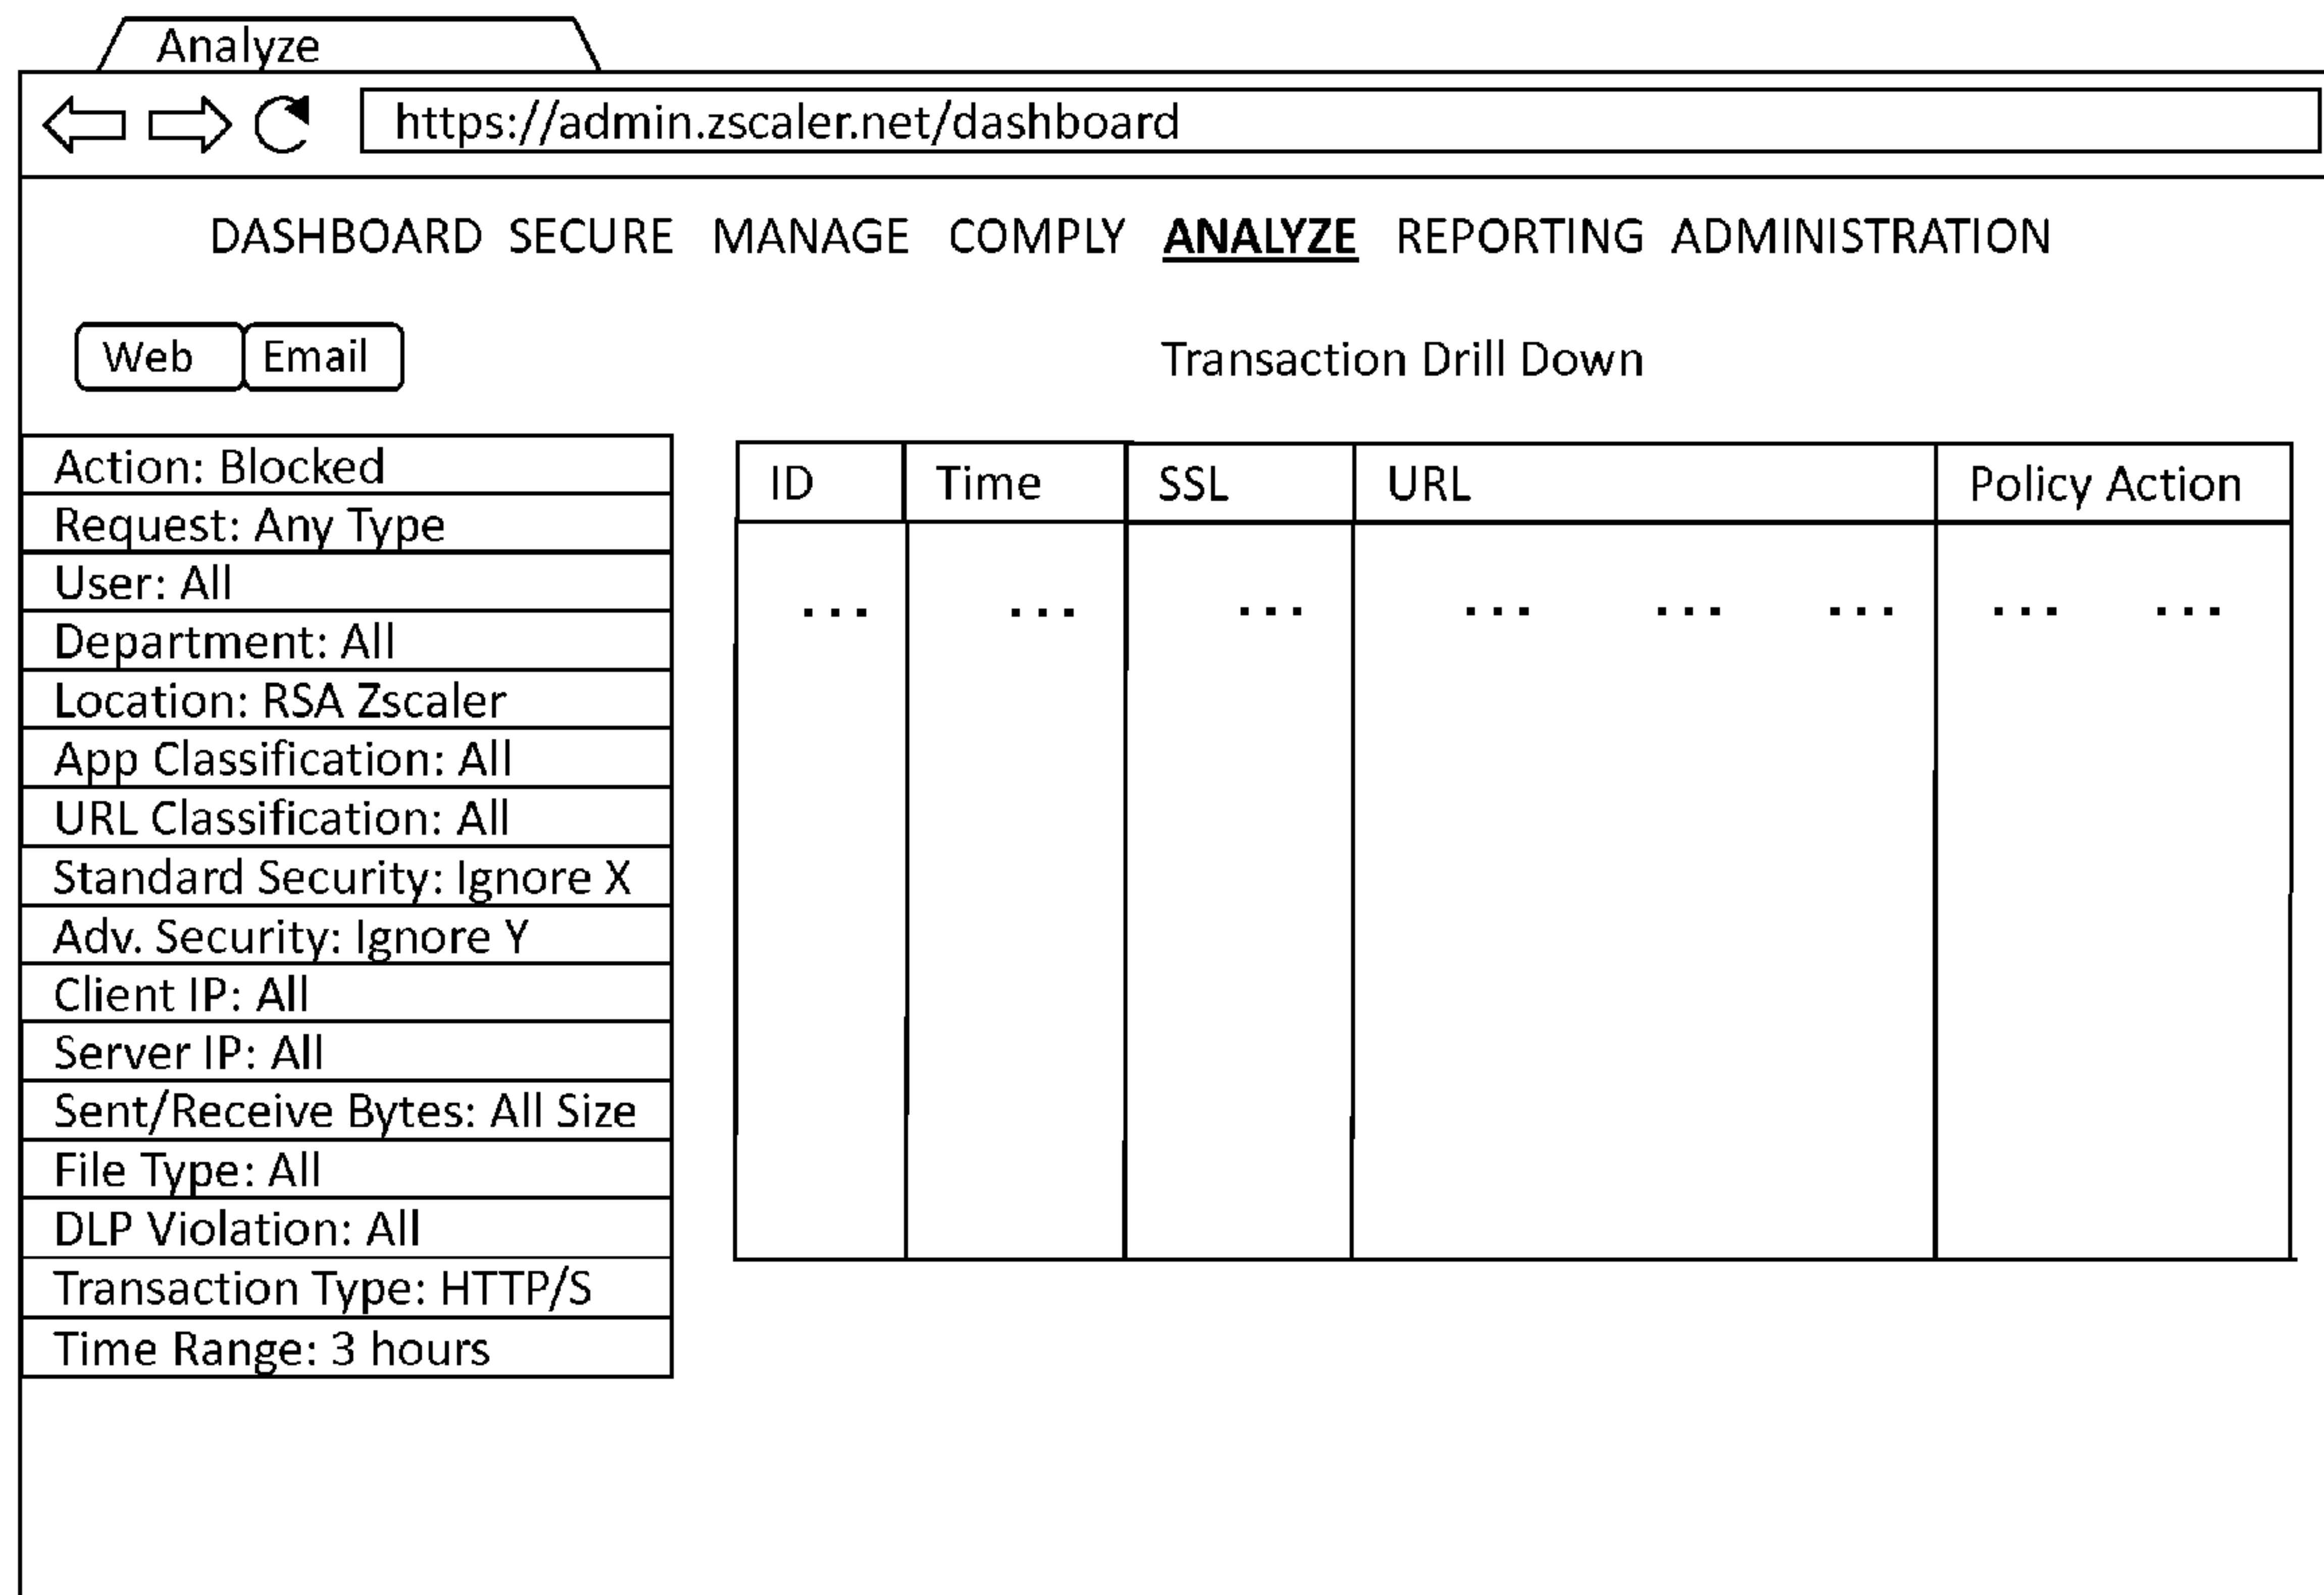 Analyze
https://admin.zscaler.net/dashboard
DASHBOARD SECURE MANAGE COMPLY ANALYZE REPORTING ADMINISTRATION
Web Email
Transaction Drill Down
Action: Blocked
Request: Any Type
User: All
Department: All
Location: RSA Zscaler
App Classification: All
URL Classification: All
Standard Security: Ignore X
Adv. Security: Ignore Y
Client IP: All
Server IP: All
Sent/Receive Bytes: All Size
File Type: All
DLP Violation: All
Transaction Type: HTTP/S
Time Range: 3 hours
ID Time SSL URL Policy Action
... ... ... ... ... ... ... ...